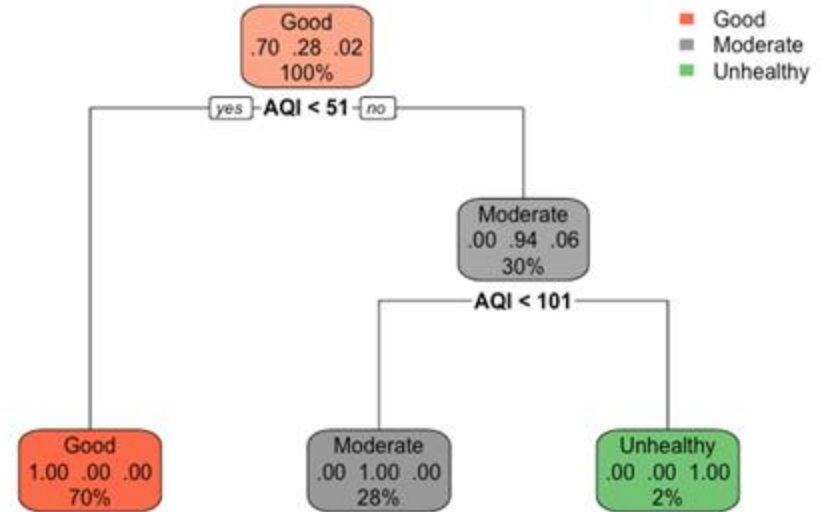 Good
.70 .28 .02
100%
Good
Moderate
Unhealthy
yes AQI < 51 no
Moderate
.00 .94 .06
30%
AQI < 101
Good
1.00 .00 .00
70%
Moderate
.00 1.00 .00
28%
Unhealthy
.00 .00 1.00
2%